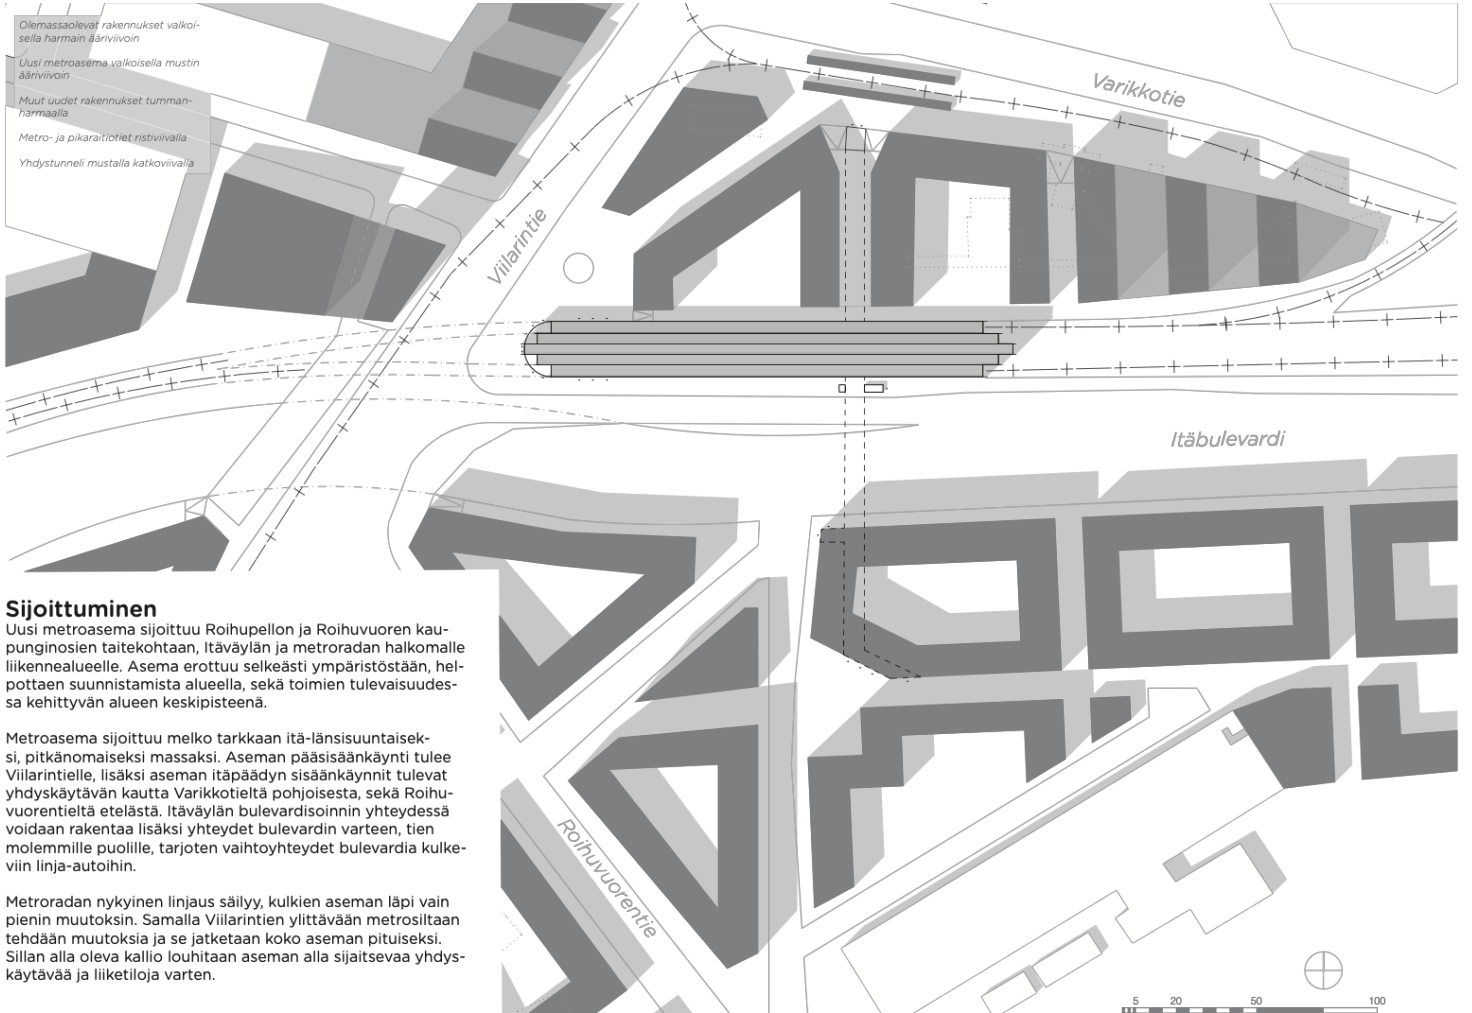 Olemassaolevat rakennukset valkoi-
sella harmain ääriviivoin
Uusi metroasema valkoisella mustin
ääriviivoin
Muut uudet rakennukset tumman-
harmaalla
Metro- ja pikaraitiotiet ristiviivalla
Yhdystunneli mustalla katkoviivalla
Varikkotie
Viilarintie
Itäbulevardi
Sijoittuminen
Uusi metroasema sijoittuu Roihupellon ja Roihuvuoren kau-
punginosien taitekohtaan, Itäväylän ja metroradan halkomalle
liikennealueelle. Asema erottuu selkeästi ympäristöstään, hel-
pottaen suunnistamista alueella, sekä toimien tulevaisuudes-
sa kehittyvän alueen keskipisteenä.
Metroasema sijoittuu melko tarkkaan itä-länsisuuntaisek-
si, pitkänomaiseksi massaksi. Aseman pääsisäänkäynti tulee
Viilarintielle, lisäksi aseman itäpäädyn sisäänkäynnit tulevat
yhdyskäytävän kautta Varikkotieltä pohjoisesta, sekä Roihu-
vuorentieltä etelästä. Itäväylän bulevardisoinnin yhteydessä
voidaan rakentaa lisäksi yhteydet bulevardin varteen, tien
molemmille puolille, tarjoten vaihtoyhteydet bulevardia kulke-
viin linja-autoihin.
Metroradan nykyinen linjaus säilyy, kulkien aseman läpi vain
pienin muutoksin. Samalla Viilarintien ylittävään metrosiltaan
tehdään muutoksia ja se jatketaan koko aseman pituiseksi.
Sillan alla oleva kallio louhitaan aseman alla sijaitsevaa yhdys-
käytävää ja liiketiloja varten.
Roihuvuorentie
5 20 50 100